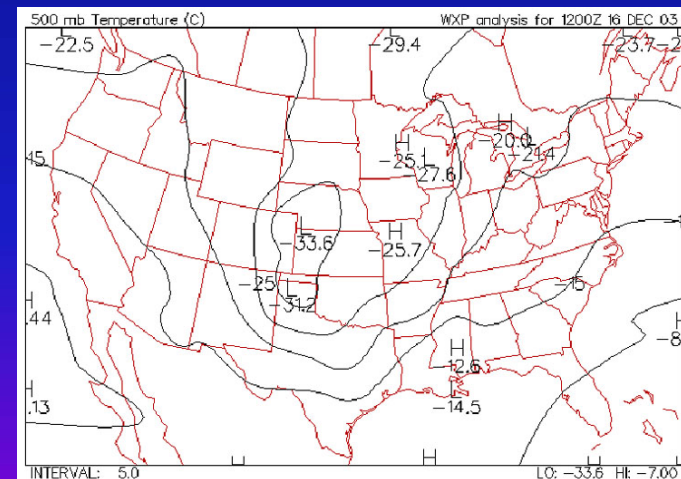 500 mb Temperature (C) WXP analysis for 1200Z 16 DEC 03
L L L
-22.5 -29.4 -23.7 -2
H H L
-20.0 -21.4
-25. L
-27.6
45
L H
-33.6 -25.7
-25 L -15
-31.2
H H
.44 -8
H
-12.6
H L
.13 -14.5
H
INTERVAL: 5.0 LO: -33.6 HI: -7.00